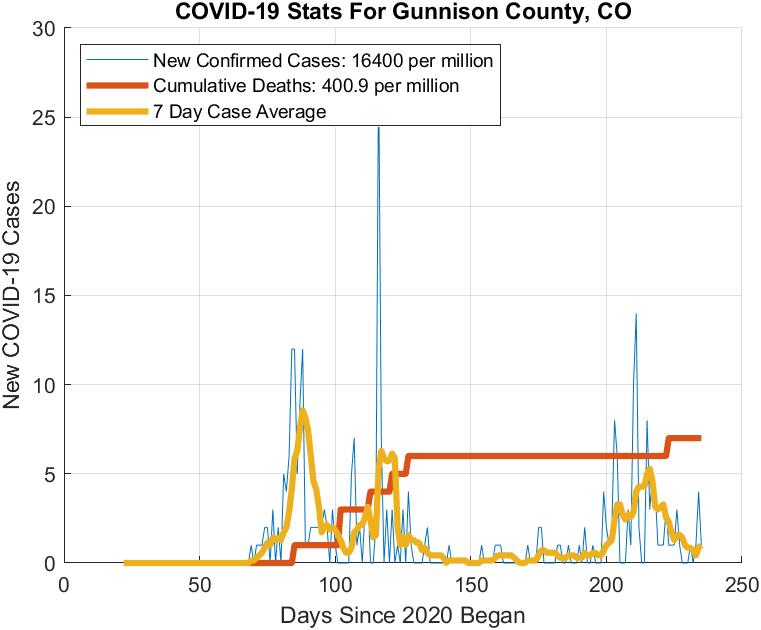 COVID-19 Stats For Gunnison County, CO
30
New Confirmed Cases: 16400 per million
Cumulative Deaths: 400.9 per million
7 Day Case Average
25
20
15
10
5
0
New COVID-19 Cases
0 50 100 150 200 250
Days Since 2020 Began